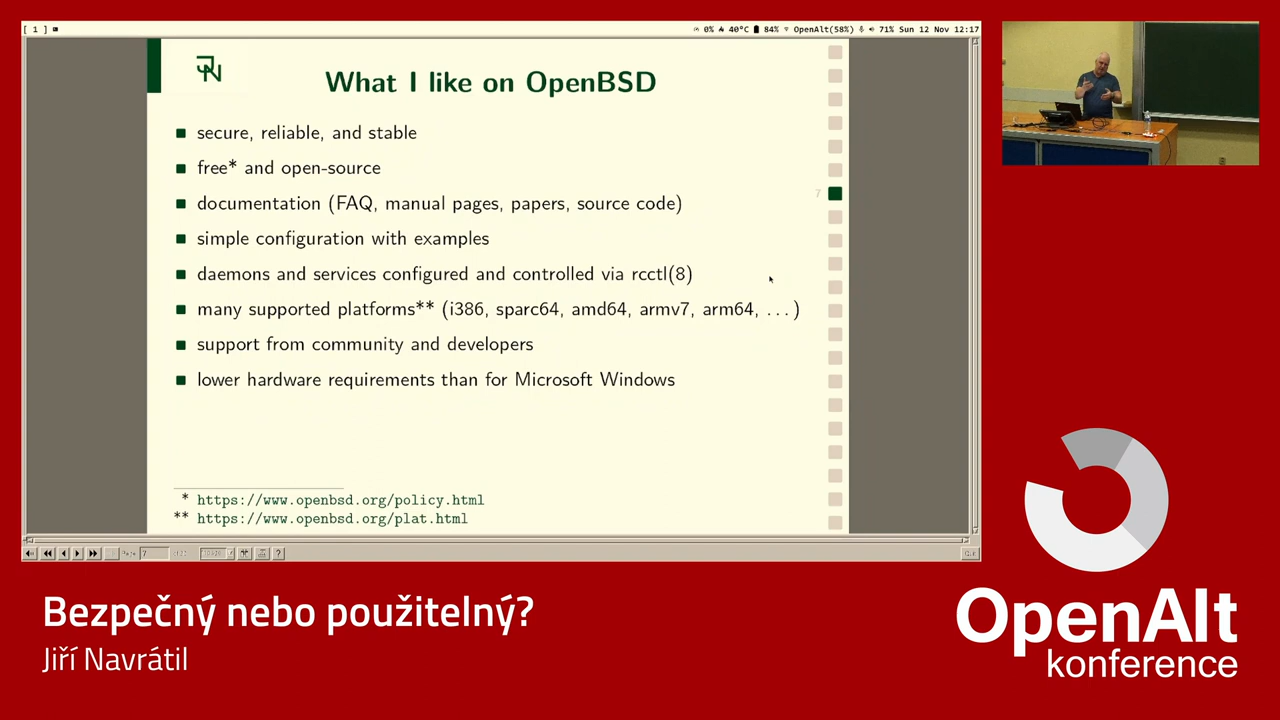 [ 1 ]
0% 40°C 84% OpenAlt(58%) 71% Sun 12 Nov 12:17
JN
What I like on OpenBSD
secure, reliable, and stable
free* and open-source
documentation (FAQ, manual pages, papers, source code)
7
simple configuration with examples
daemons and services configured and controlled via rcctl(8)
many supported platforms** (i386, sparc64, amd64, armv7, arm64, ...)
support from community and developers
lower hardware requirements than for Microsoft Windows
* https://www.openbsd.org/policy.html
** https://www.openbsd.org/plat.html
Page 7 ?
Bezpečný nebo použitelný?
Jiří Navrátil
OpenAlt
konference